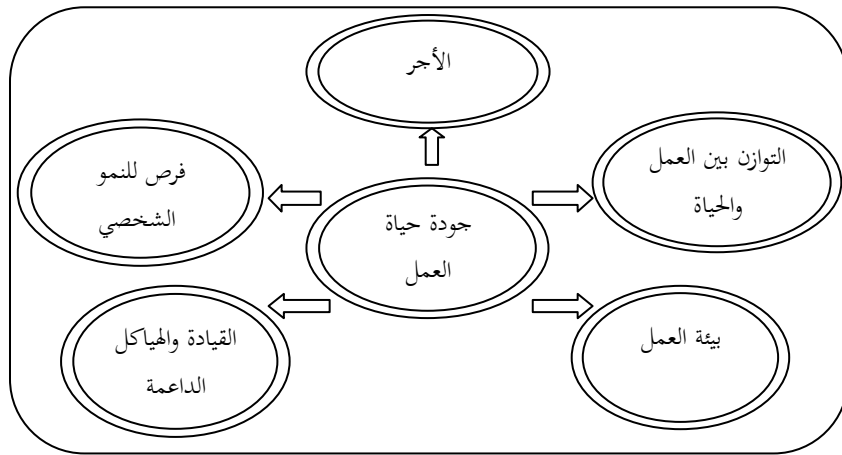 الأجر
التوازن بين العمل
والحياة
فرص للنمو
الشخصي
جودة حياة
العمل
بيئة العمل
القيادة والهياكل
الداعمة